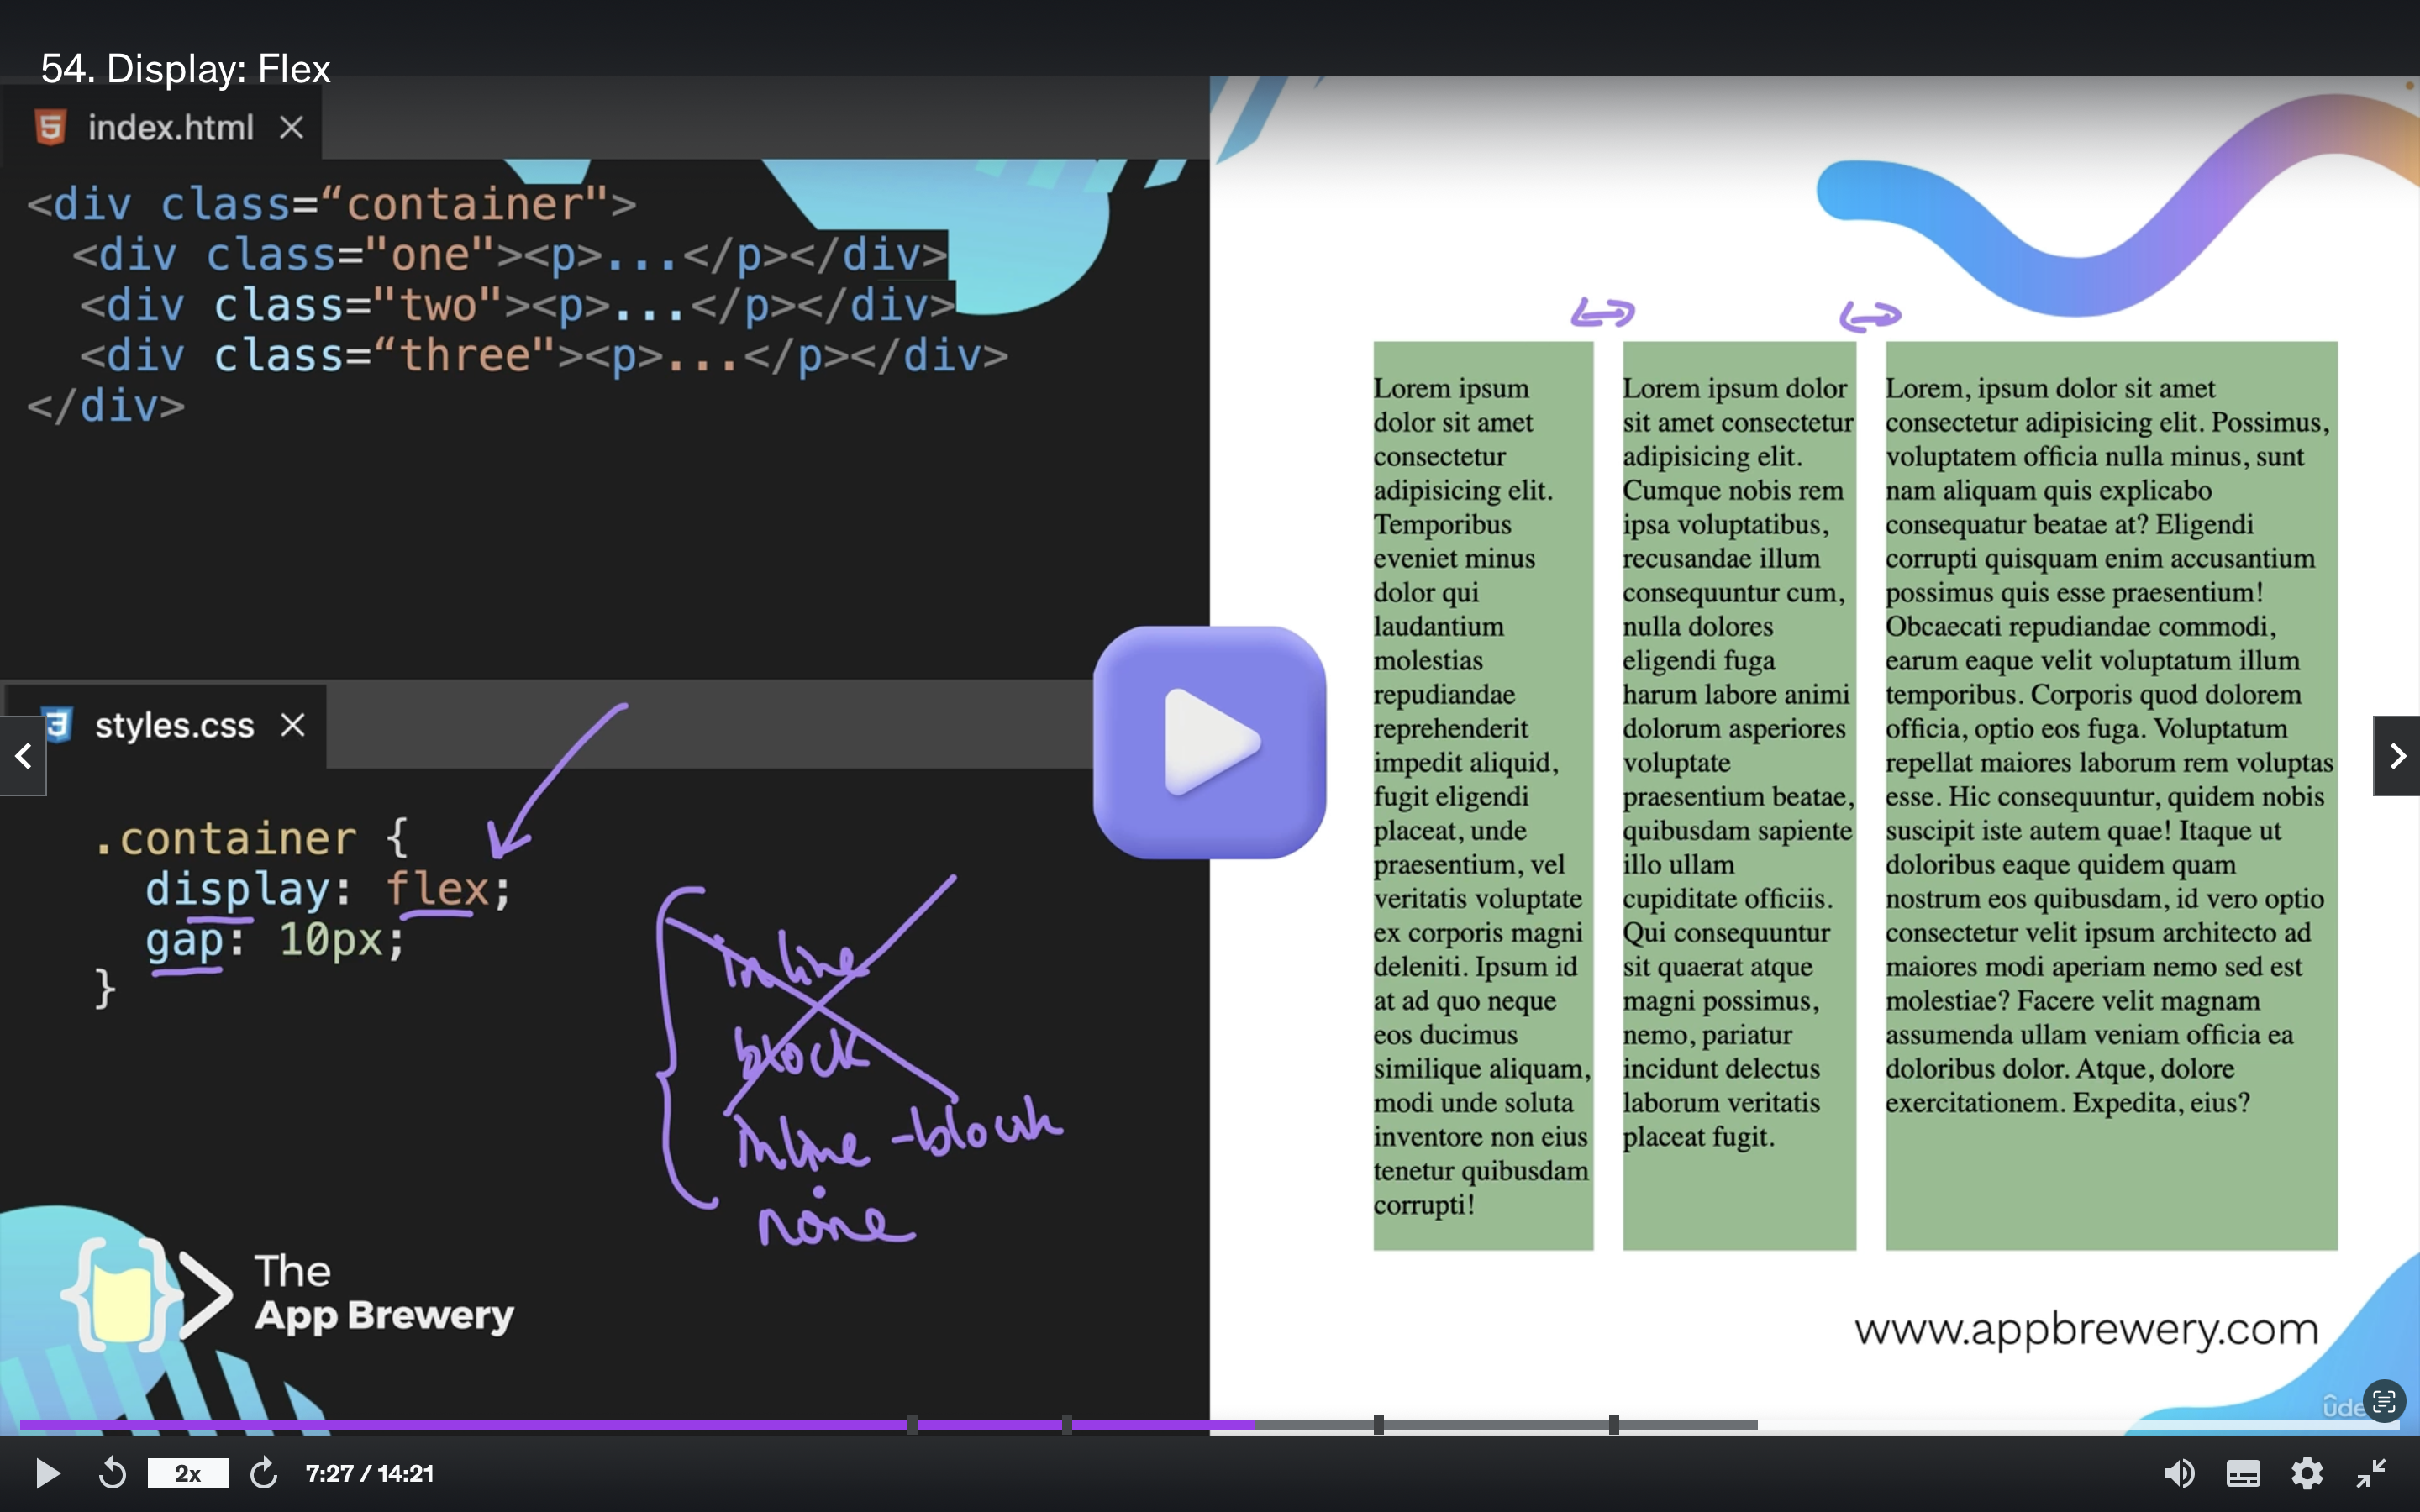 54. Display: Flex
index.html
<div class=“container">
<div class="one"><p>...</p></div>
<div class="two"><p>...</p></div>
<div class=“three"><p>...</p></div>
</div>
styles.css
.container {
display: flex;
gap: 10px;
}
inline
block
inline-block
none
The
App Brewery
Lorem ipsum
dolor sit amet
consectetur
adipisicing elit.
Temporibus
eveniet minus
dolor qui
laudantium
molestias
repudiandae
reprehenderit
impedit aliquid,
fugit eligendi
placeat, unde
praesentium, vel
veritatis voluptate
ex corporis magni
deleniti. Ipsum id
at ad quo neque
eos ducimus
similique aliquam,
modi unde soluta
inventore non eius
tenetur quibusdam
corrupti!
Lorem ipsum dolor
sit amet consectetur
adipisicing elit.
Cumque nobis rem
ipsa voluptatibus,
recusandae illum
consequuntur cum,
nulla dolores
eligendi fuga
harum labore animi
dolorum asperiores
voluptate
praesentium beatae,
quibusdam sapiente
illo ullam
cupiditate officiis.
Qui consequuntur
sit quaerat atque
magni possimus,
nemo, pariatur
incidunt delectus
laborum veritatis
placeat fugit.
Lorem, ipsum dolor sit amet
consectetur adipisicing elit. Possimus,
voluptatem officia nulla minus, sunt
nam aliquam quis explicabo
consequatur beatae at? Eligendi
corrupti quisquam enim accusantium
possimus quis esse praesentium!
Obcaecati repudiandae commodi,
earum eaque velit voluptatum illum
temporibus. Corporis quod dolorem
officia, optio eos fuga. Voluptatum
repellat maiores laborum rem voluptas
esse. Hic consequuntur, quidem nobis
suscipit iste autem quae! Itaque ut
doloribus eaque quidem quam
nostrum eos quibusdam, id vero optio
consectetur velit ipsum architecto ad
maiores modi aperiam nemo sed est
molestiae? Facere velit magnam
assumenda ullam veniam officia ea
doloribus dolor. Atque, dolore
exercitationem. Expedita, eius?
www.appbrewery.com
2x
7:27 / 14:21